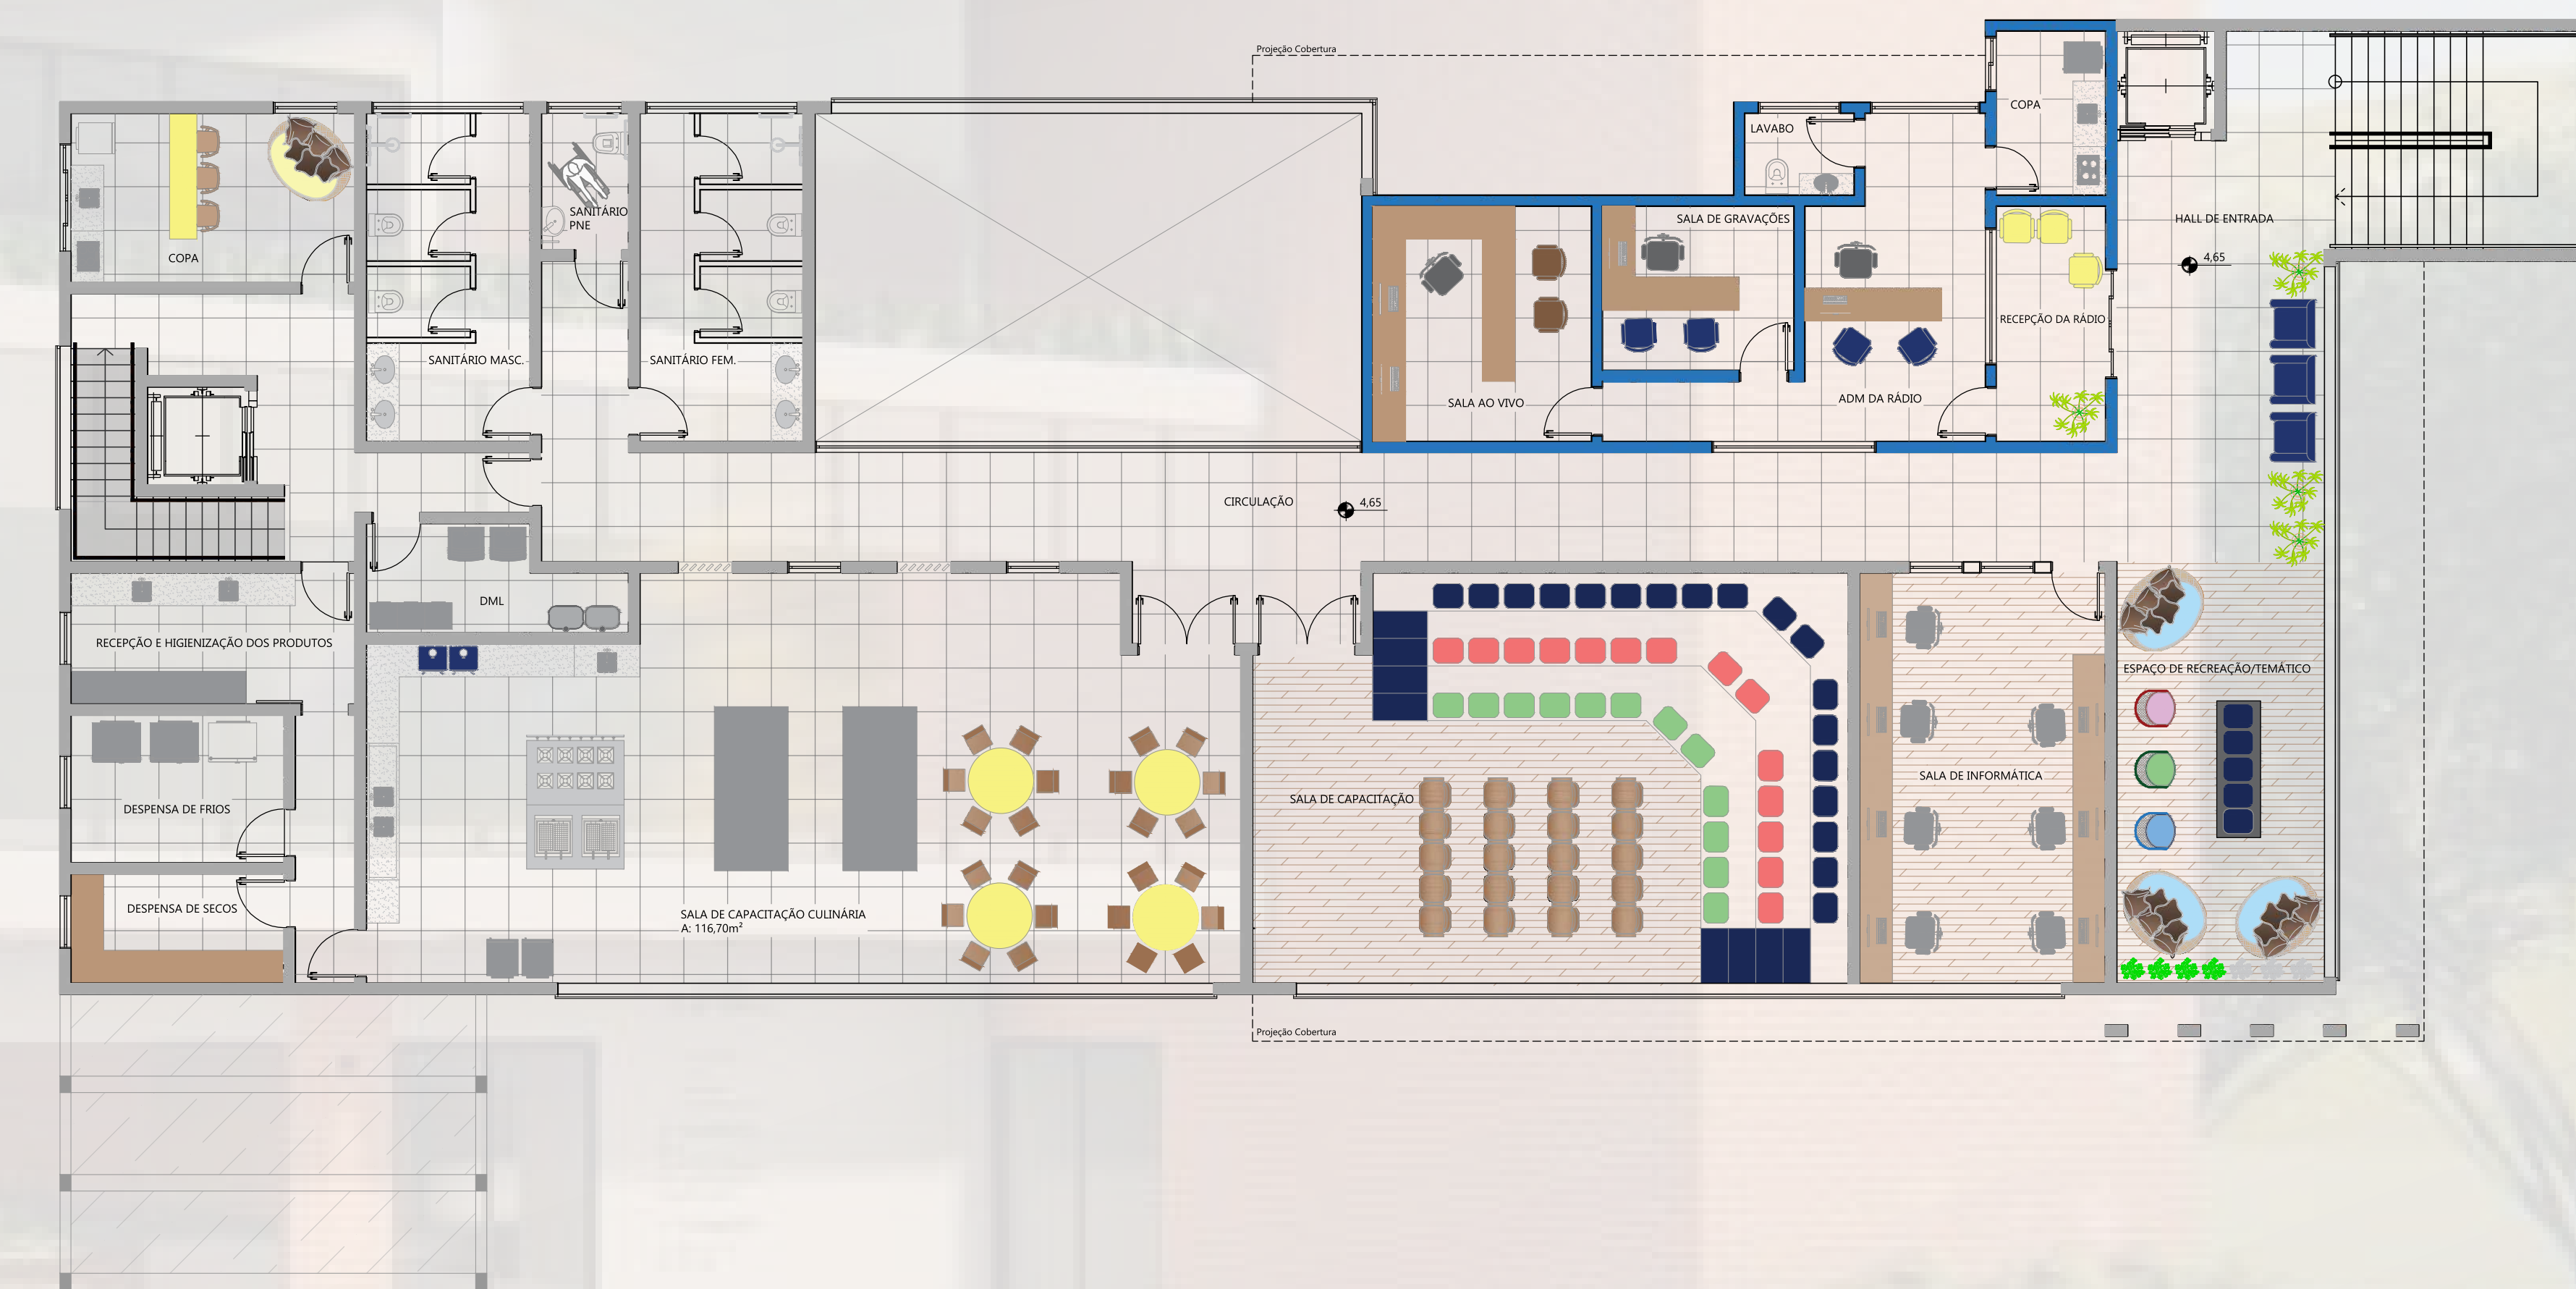 Projeção Cobertura
COPA
LAVABO
SANITÁRIO
PNE
SALA DE GRAVAÇÕES
HALL DE ENTRADA
COPA
4,65
RECEPÇÃO DA RÁDIO
SANITÁRIO MASC.
SANITÁRIO FEM.
SALA AO VIVO
ADM DA RÁDIO
CIRCULAÇÃO
4,65
DML
RECEPÇÃO E HIGIENIZAÇÃO DOS PRODUTOS
ESPAÇO DE RECREAÇÃO/TEMÁTICO
SALA DE INFORMÁTICA
SALA DE CAPACITAÇÃO
DESPENSA DE FRIOS
DESPENSA DE SECOS
SALA DE CAPACITAÇÃO CULINÁRIA
A: 116,70m²
Projeção Cobertura